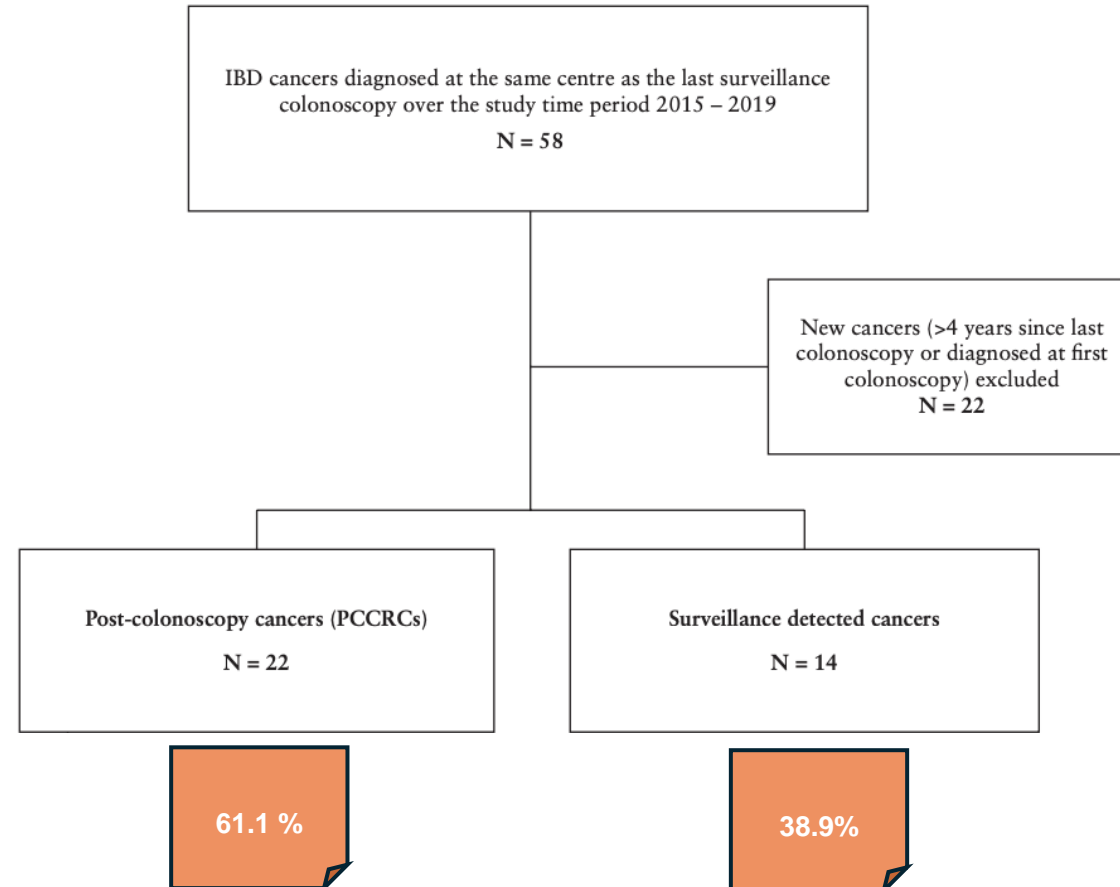 IBD cancers diagnosed at the same centre as the last surveillance
colonoscopy over the study time period 2015 – 2019
N = 58
New cancers (>4 years since last
colonoscopy or diagnosed at first
colonoscopy) excluded
N = 22
Post-colonoscopy cancers (PCCRCs)
N = 22
Surveillance detected cancers
N = 14
61.1 %
38.9%